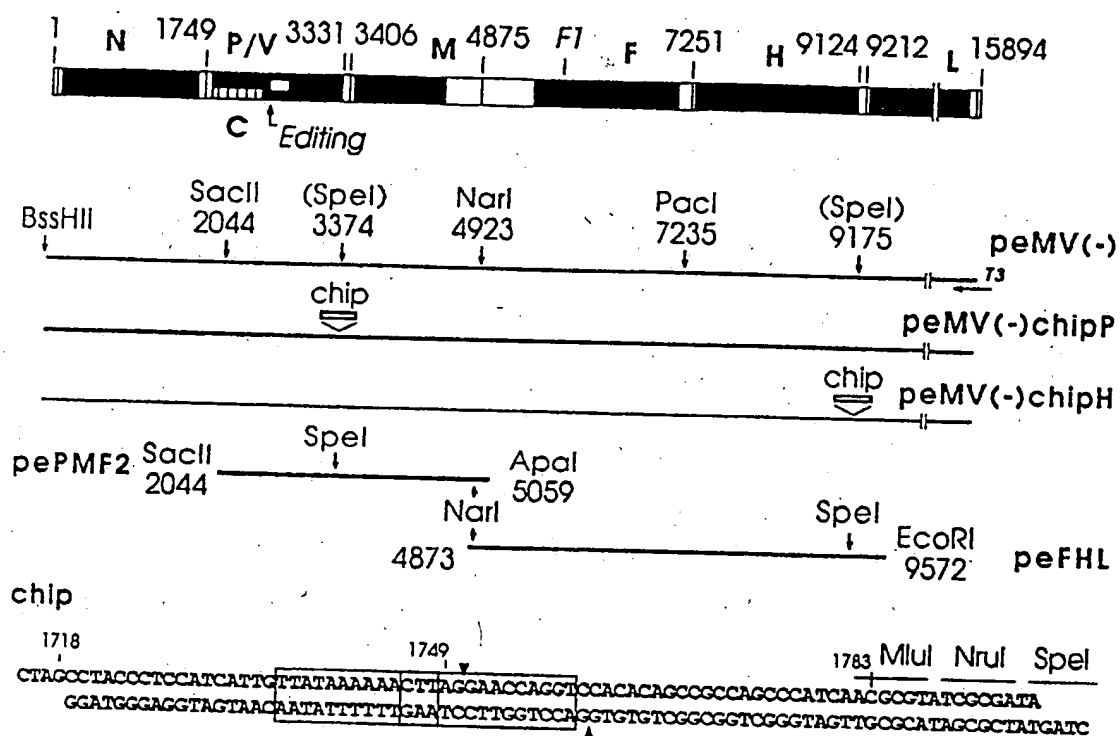 1 N 1749 P/V 3331 3406 M 4875 F1 F 7251 H 9124 9212 L 15894
C Editing
BssHII SacII (SpeI) NarI PacI (SpeI)
2044 3374 4923 7235 9175 peMV(-)
T3
chip
peMV(-)chipP
chip
peMV(-)chipH
pePMF2 SacII SpeI ApaI
2044 5059
NarI SpeI EcoRI
4873 9572 peFHL
chip
1718 1749 1783 MluI NruI SpeI
CTAGCCTACCCTCCATCATTGTTATAAAAAACTTAGGAACCAGGTCCACACAGCCGCCAGCCCATCAACGCGTATCGCGATA
GGATGGGAGGTAGTAACAATATTTTTTGAATCCTTGGTCCAGGTGTGTCGGCGGTCGGGTAGTTGCGCATAGCGCTATGATC